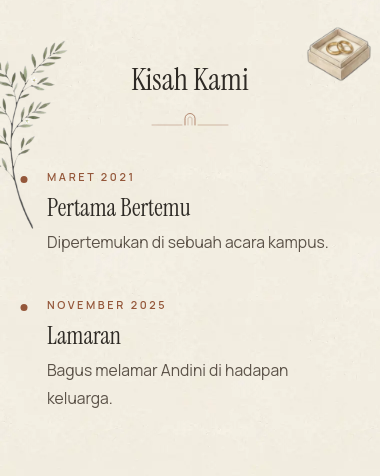 Kisah Kami
MARET 2021
Pertama Bertemu
Dipertemukan di sebuah acara kampus.
NOVEMBER 2025
Lamaran
Bagus melamar Andini di hadapan
keluarga.